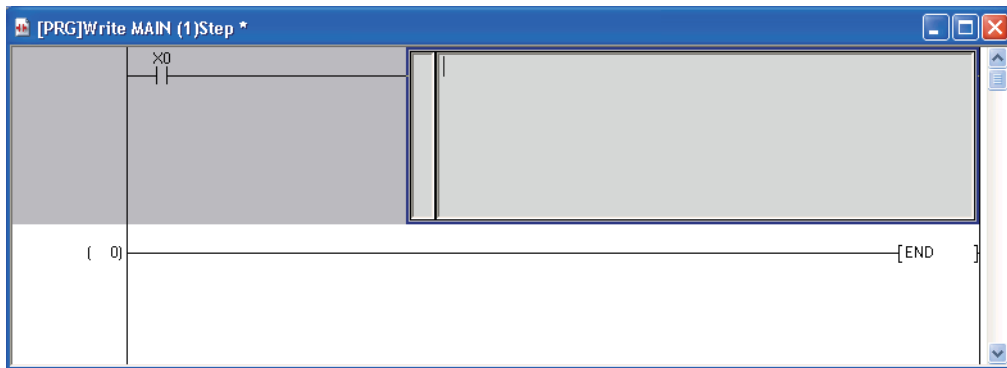 [PRG]Write MAIN (1)Step *
X0
( 0) [END ]